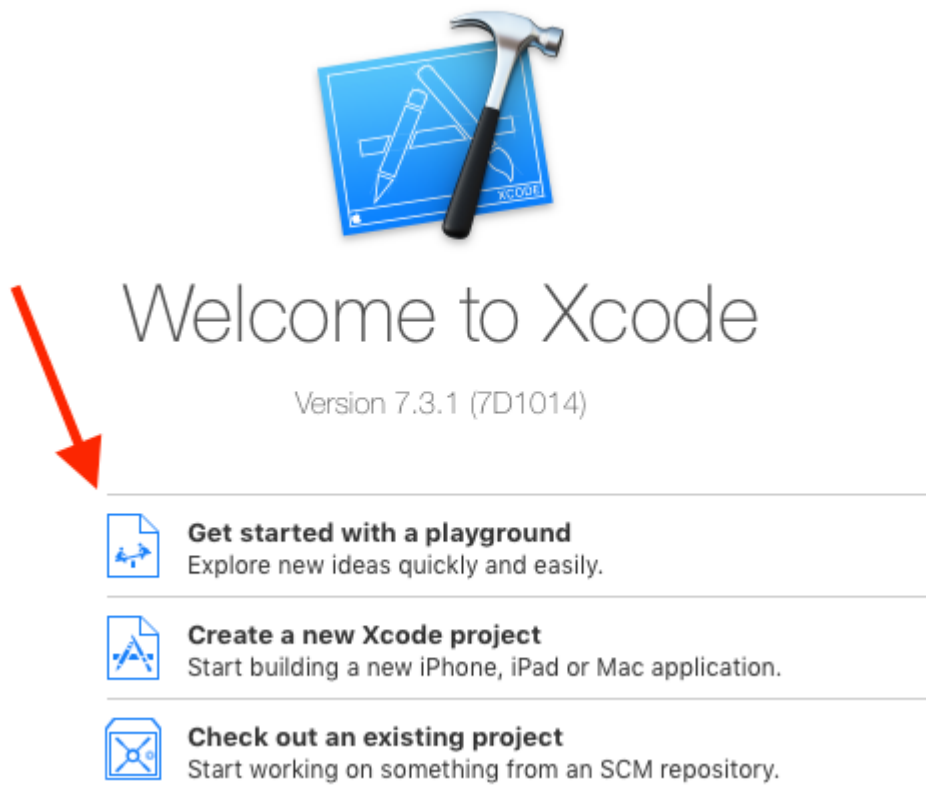 XCODE
Welcome to Xcode
Version 7.3.1 (7D1014)
Get started with a playground
Explore new ideas quickly and easily.
Create a new Xcode project
Start building a new iPhone, iPad or Mac application.
Check out an existing project
Start working on something from an SCM repository.